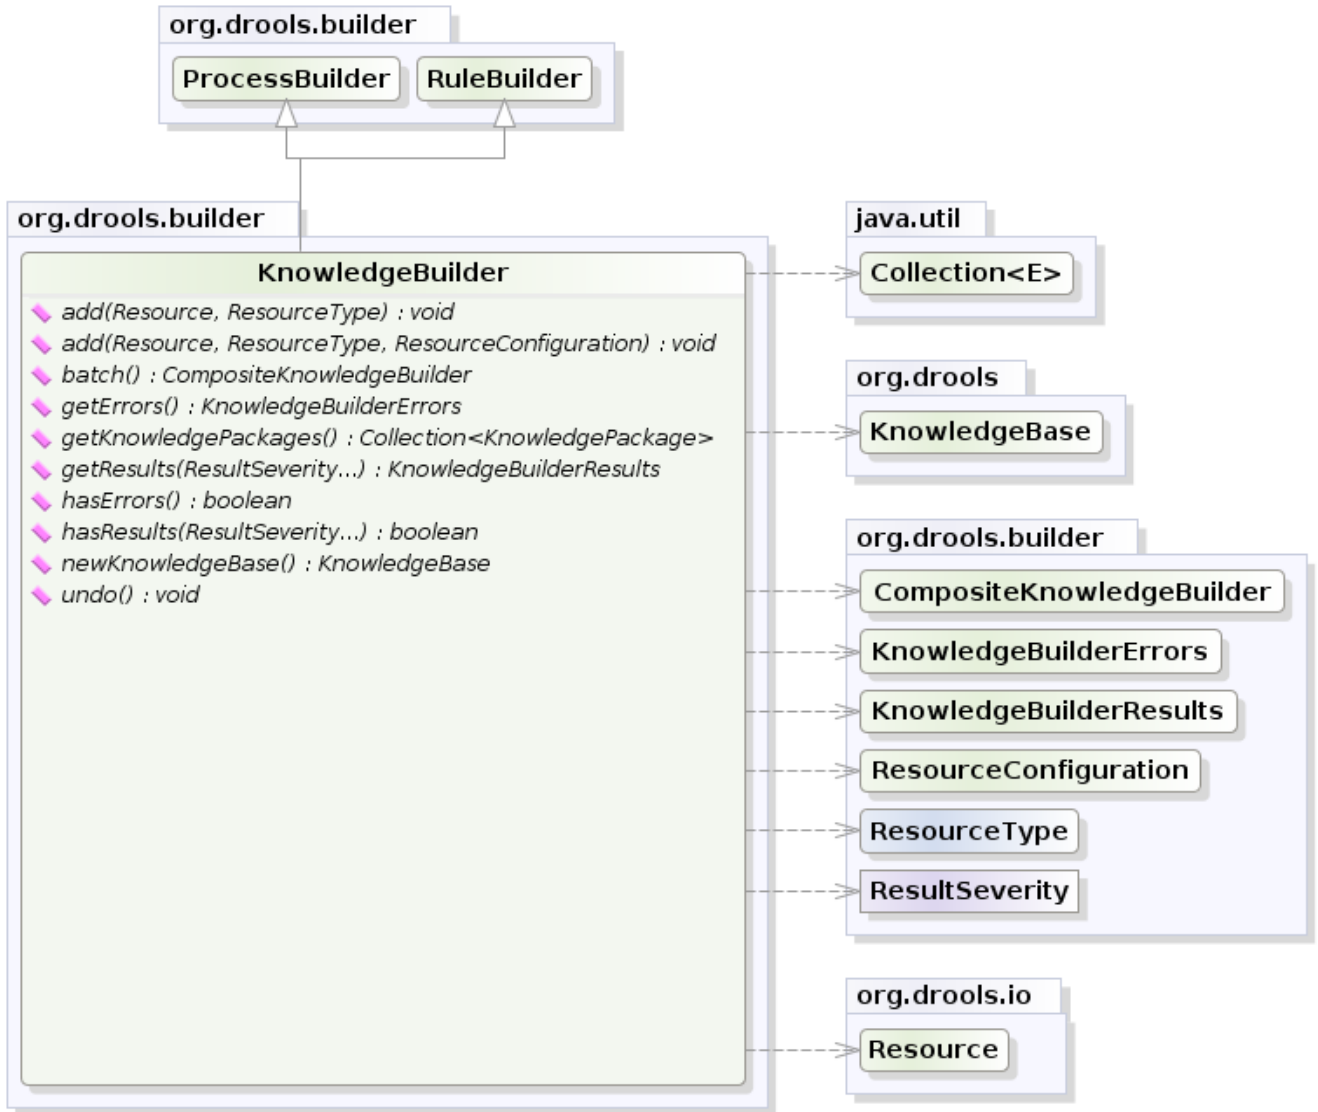 org.drools.builder
ProcessBuilder
RuleBuilder
org.drools.builder
KnowledgeBuilder
add(Resource, ResourceType) : void
add(Resource, ResourceType, ResourceConfiguration) : void
batch() : CompositeKnowledgeBuilder
getErrors() : KnowledgeBuilderErrors
getKnowledgePackages() : Collection<KnowledgePackage>
getResults(ResultSeverity...) : KnowledgeBuilderResults
hasErrors() : boolean
hasResults(ResultSeverity...) : boolean
newKnowledgeBase() : KnowledgeBase
undo() : void
java.util
Collection<E>
org.drools
KnowledgeBase
org.drools.builder
CompositeKnowledgeBuilder
KnowledgeBuilderErrors
KnowledgeBuilderResults
ResourceConfiguration
ResourceType
ResultSeverity
org.drools.io
Resource